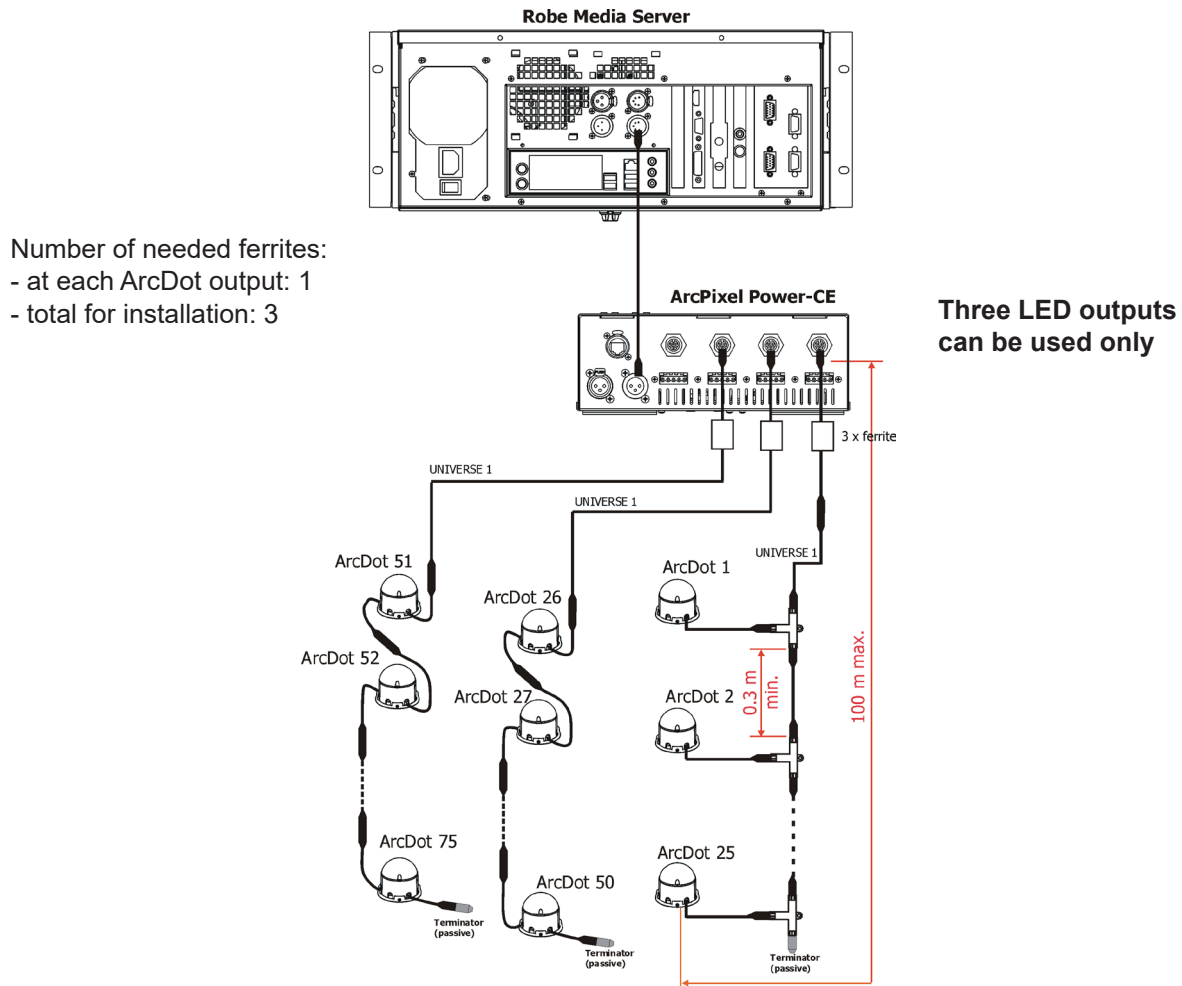 Robe Media Server
Number of needed ferrites:
- at each ArcDot output: 1
- total for installation: 3
ArcPixel Power-CE
Three LED outputs
can be used only
3 x ferrite
UNIVERSE 1
UNIVERSE 1
UNIVERSE 1
ArcDot 51
ArcDot 26
ArcDot 1
ArcDot 52
ArcDot 27
ArcDot 2
0.3 m
min.
100 m max.
ArcDot 75
ArcDot 50
ArcDot 25
Terminator
(passive)
Terminator
(passive)
Terminator
(passive)